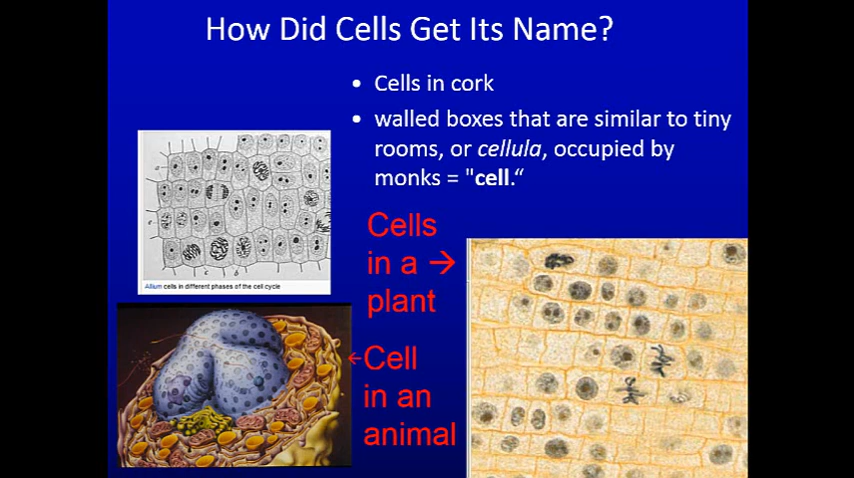 How Did Cells Get Its Name?
• Cells in cork
• walled boxes that are similar to tiny
rooms, or cellula, occupied by
monks = "cell.“
Allium cells in different phases of the cell cycle
Cells
in a →
plant
←Cell
in an
animal